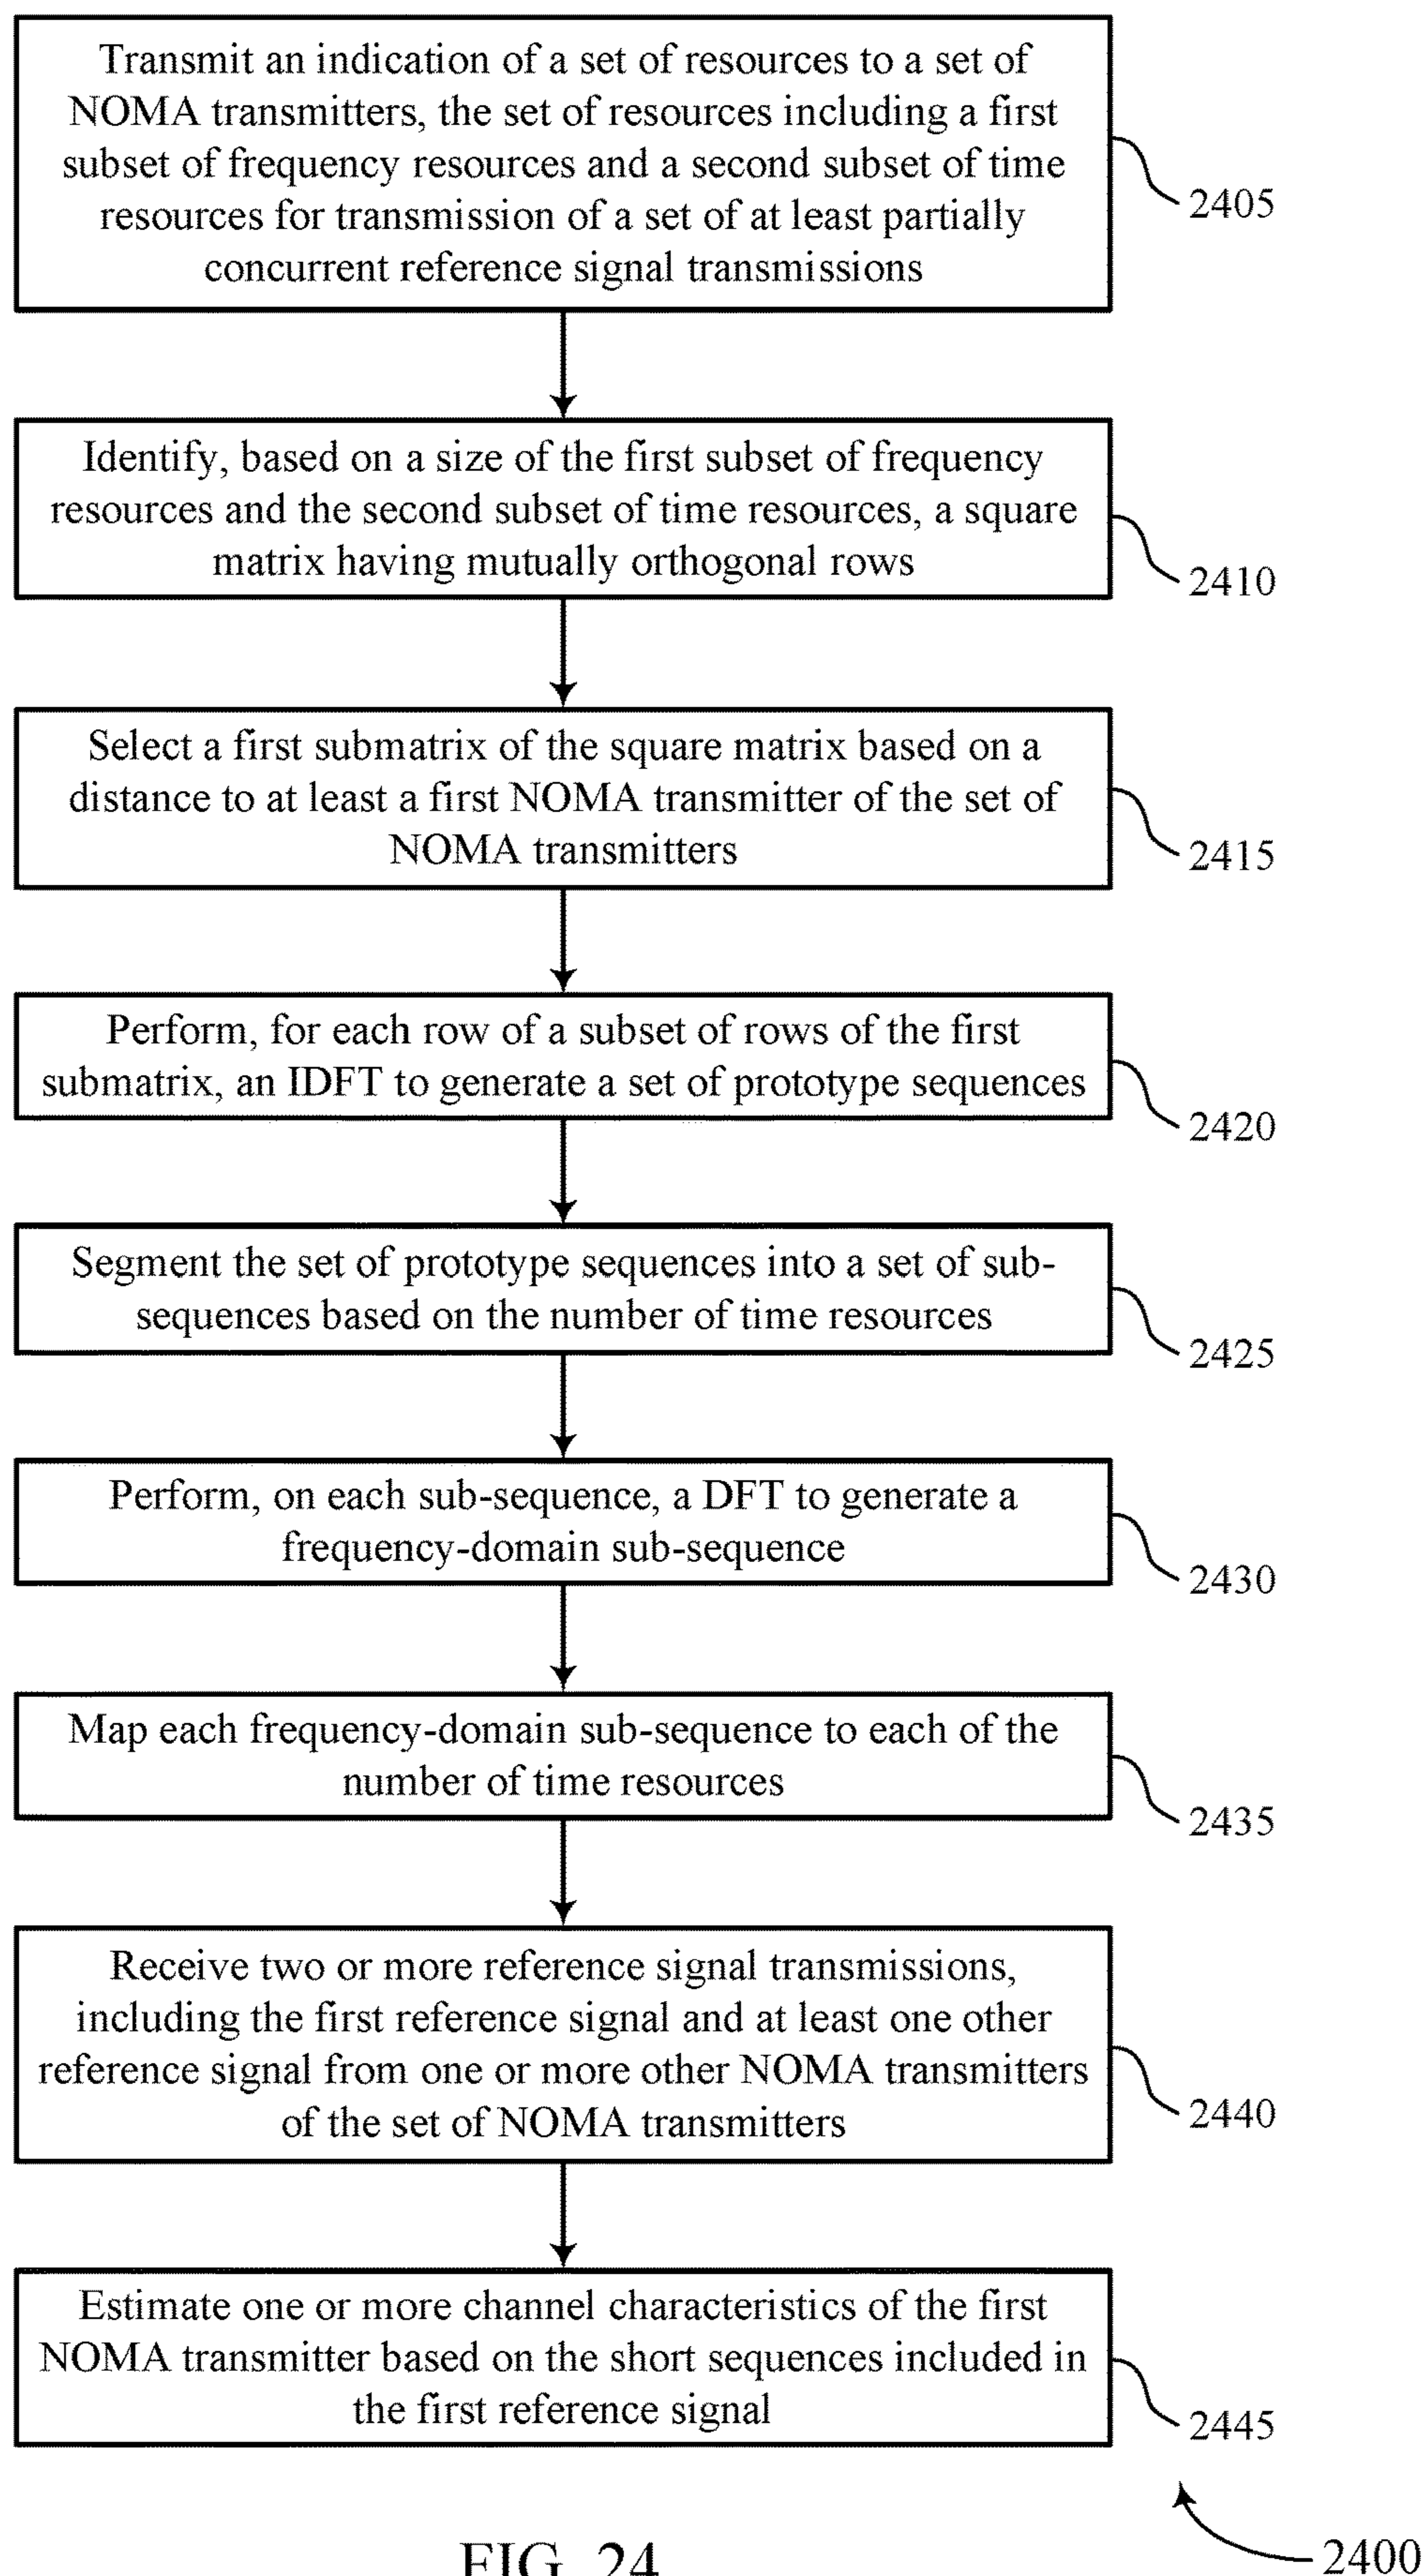 Transmit an indication of a set of resources to a set of
NOMA transmitters, the set of resources including a first
subset of frequency resources and a second subset of time
resources for transmission of a set of at least partially
concurrent reference signal transmissions
2405
Identify, based on a size of the first subset of frequency
resources and the second subset of time resources, a square
matrix having mutually orthogonal rows
2410
Select a first submatrix of the square matrix based on a
distance to at least a first NOMA transmitter of the set of
NOMA transmitters
2415
Perform, for each row of a subset of rows of the first
submatrix, an IDFT to generate a set of prototype sequences
2420
Segment the set of prototype sequences into a set of sub-
sequences based on the number of time resources
2425
Perform, on each sub-sequence, a DFT to generate a
frequency-domain sub-sequence
2430
Map each frequency-domain sub-sequence to each of the
number of time resources
2435
Receive two or more reference signal transmissions,
including the first reference signal and at least one other
reference signal from one or more other NOMA transmitters
of the set of NOMA transmitters
2440
Estimate one or more channel characteristics of the first
NOMA transmitter based on the short sequences included in
the first reference signal
2445
2400
FIG. 24